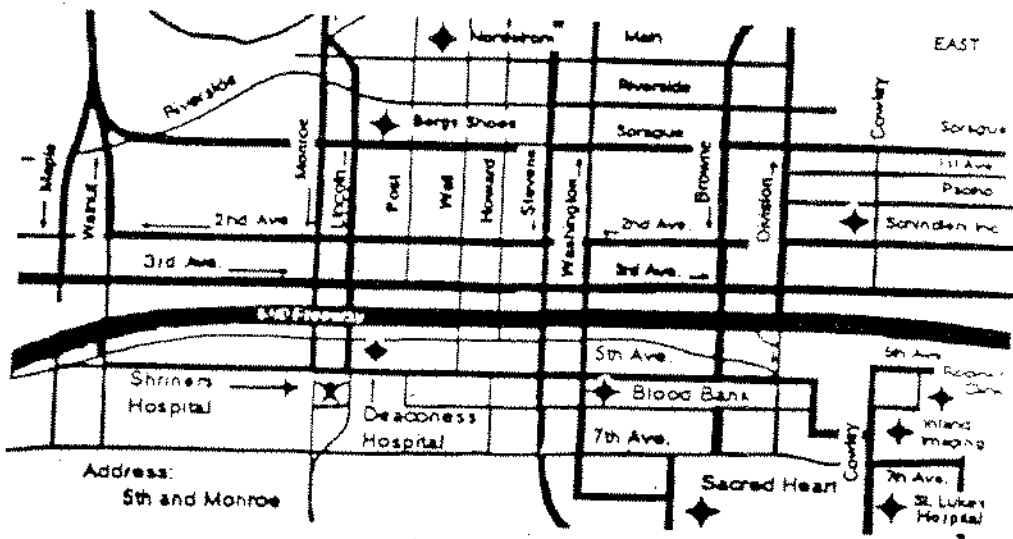 Nordstrom
Main
EAST
Riverside
Riverside
Cowley
Bergs Shoes
Sprague
Sprague
1st Ave
Maple
Walnut
Monroe
Lincoln
Post
Wall
Howard
Stevens
Washington
Browne
Division
Pacific
2nd Ave
2nd Ave.
Schindler Inc
3rd Ave.
3rd Ave.
I-90 Freeway
5th Ave.
5th Ave
Shriners
Hospital
Blood Bank
Deaconess
Hospital
Inland
Imaging
7th Ave.
Cowley
Address:
5th and Monroe
Sacred Heart
7th Ave.
St. Lukes
Hospital